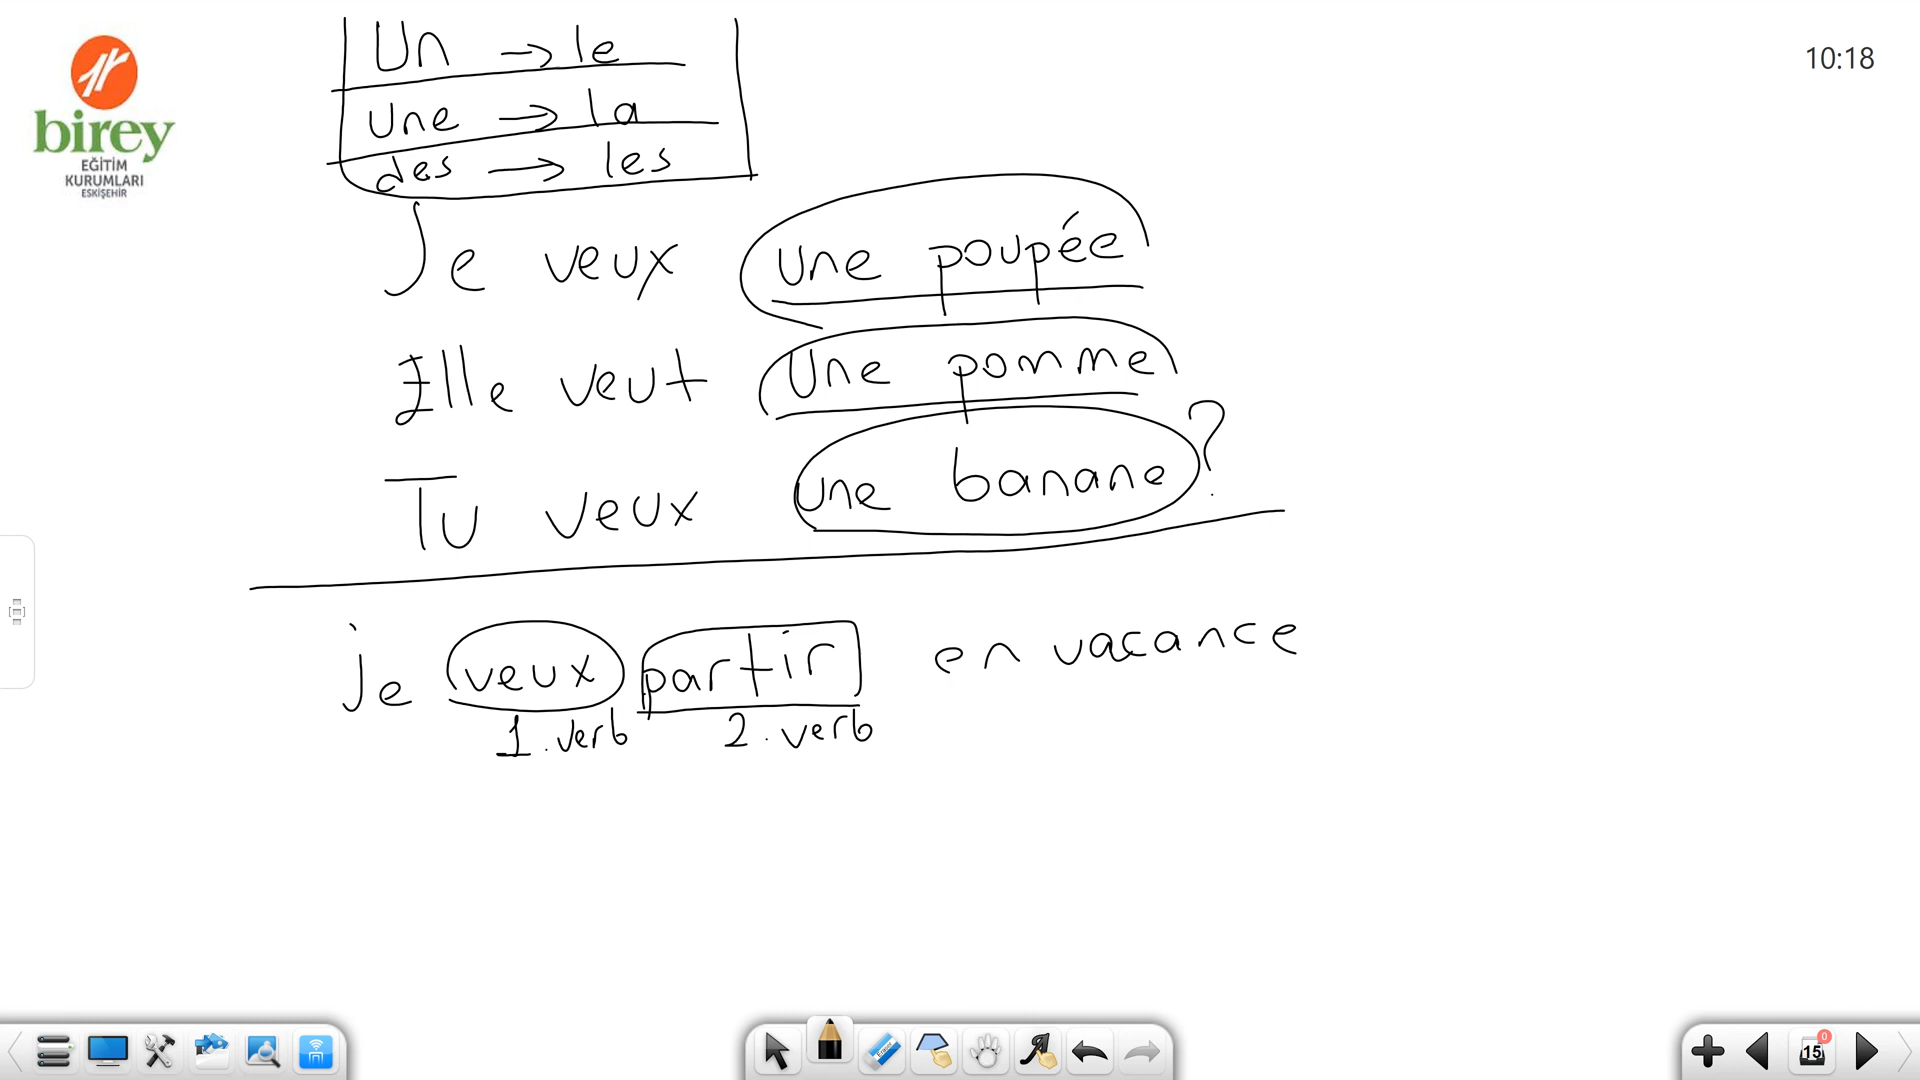 birey
EĞİTİM
KURUMLARI
ESKİŞEHİR
10:18
Un → le
Une → la
des → les
Je veux une poupée
Elle veut Une pomme
Tu veux une banane ?
je veux partir en vacance
1. verb 2. verb
Eraser
15
0